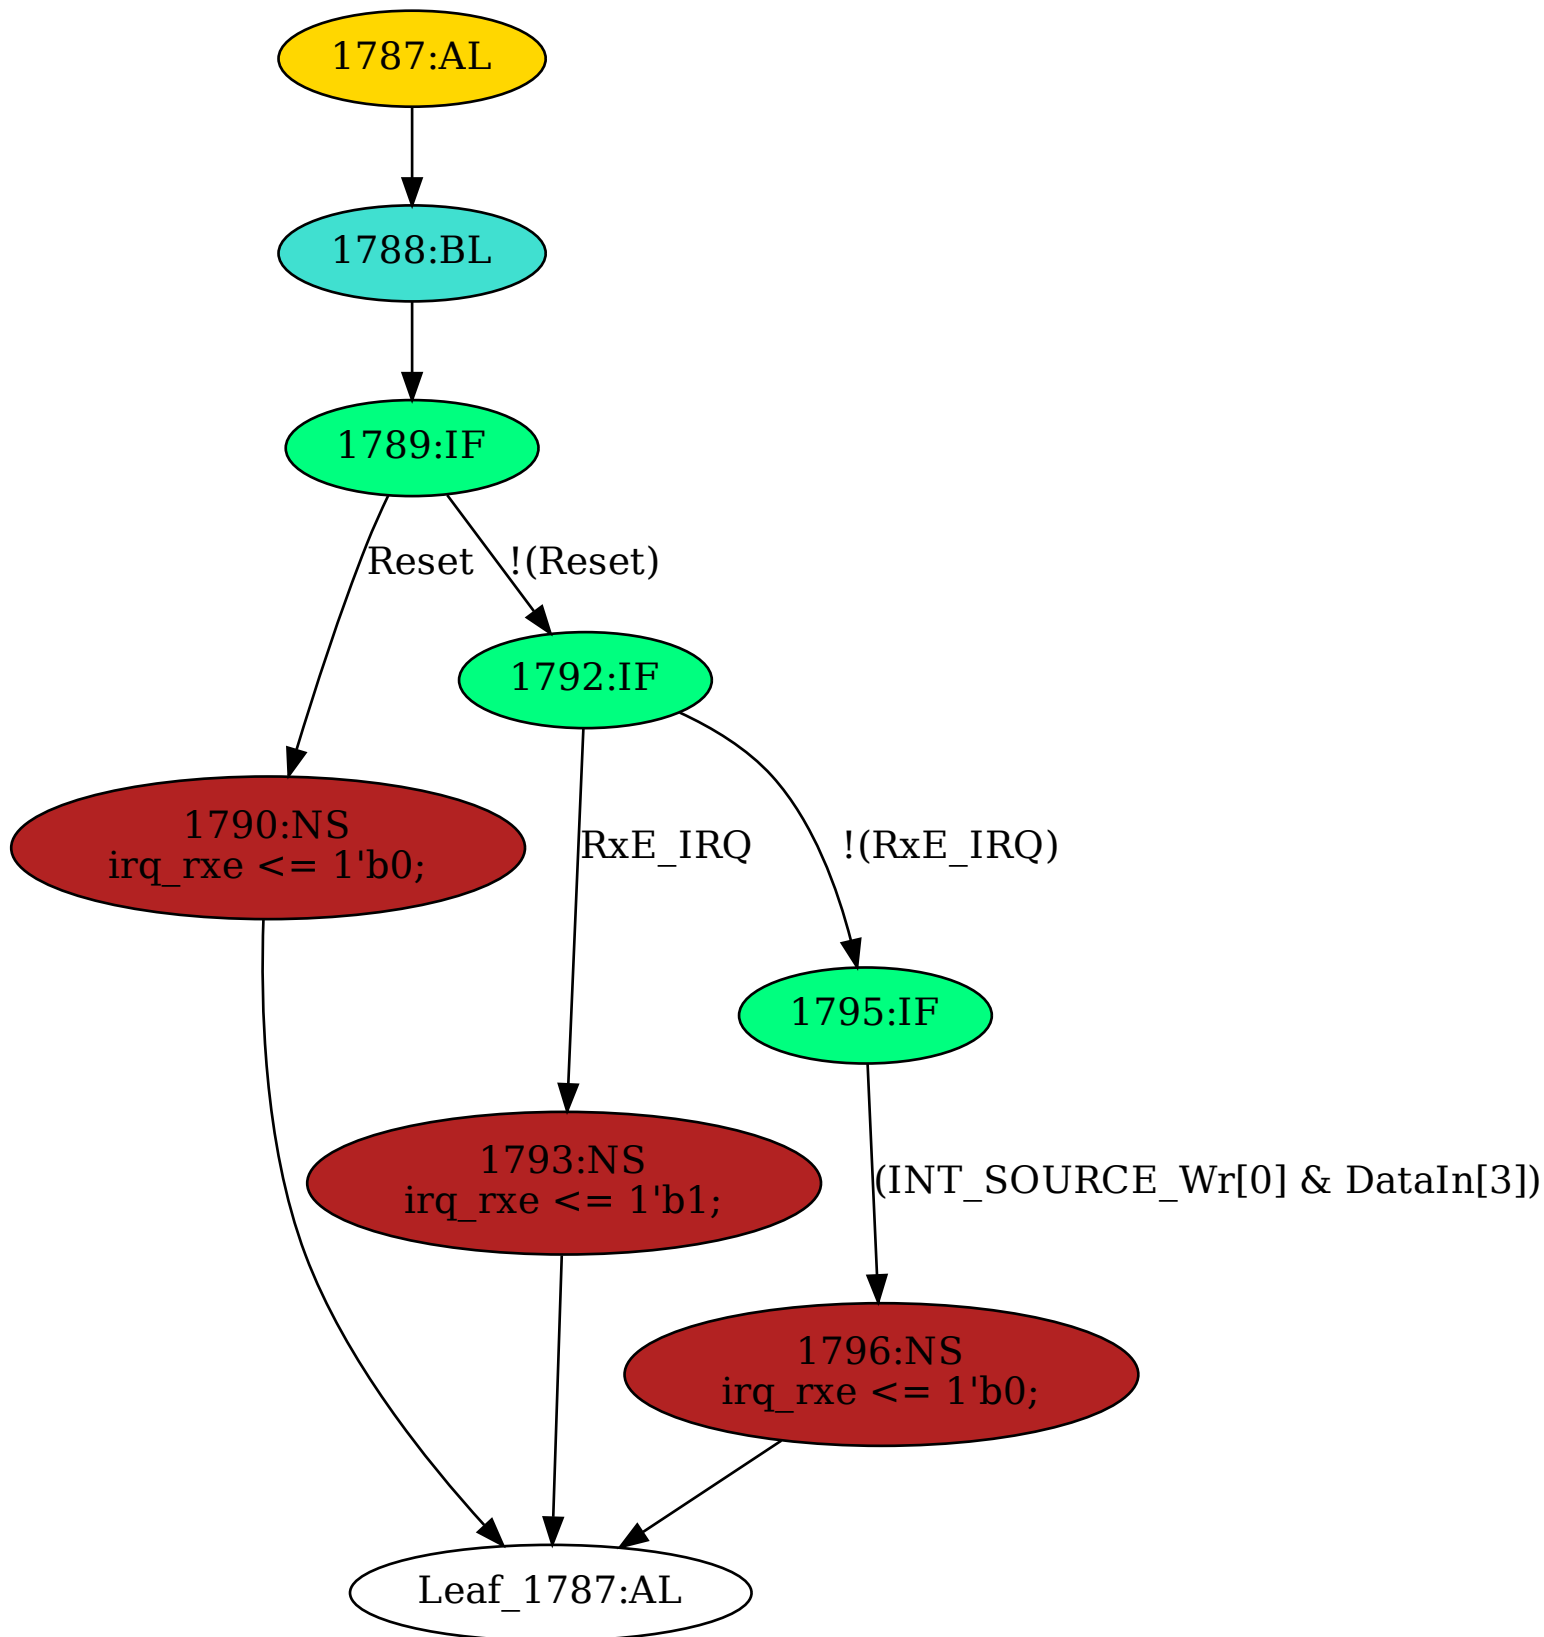 1787:AL
1788:BL
1789:IF
Reset
!(Reset)
1792:IF
1790:NS
irq_rxe <= 1'b0;
RxE_IRQ
!(RxE_IRQ)
1795:IF
1793:NS
irq_rxe <= 1'b1;
(INT_SOURCE_Wr[0] & DataIn[3])
1796:NS
irq_rxe <= 1'b0;
Leaf_1787:AL